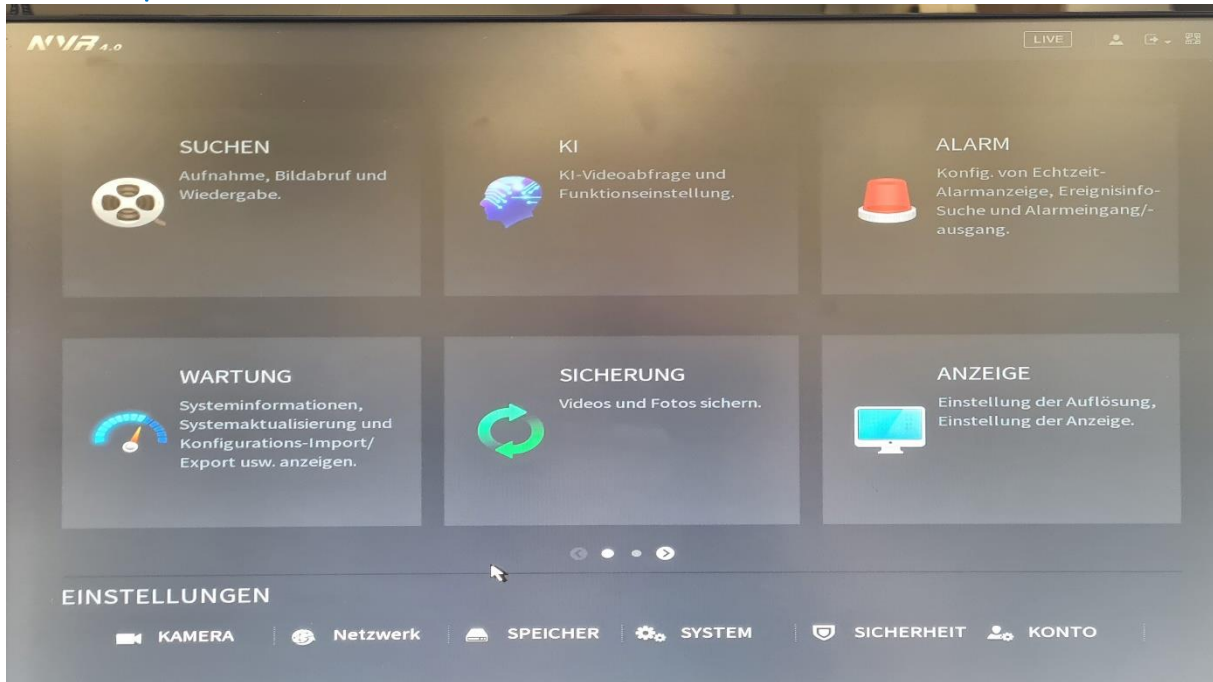 NVR 4.0
LIVE
SUCHEN
Aufnahme, Bildabruf und
Wiedergabe.
KI
KI-Videoabfrage und
Funktionseinstellung.
ALARM
Konfig. von Echtzeit-
Alarmanzeige, Ereignisinfo-
Suche und Alarmeingang/-
ausgang.
WARTUNG
Systeminformationen,
Systemaktualisierung und
Konfigurations-Import/
Export usw. anzeigen.
SICHERUNG
Videos und Fotos sichern.
ANZEIGE
Einstellung der Auflösung,
Einstellung der Anzeige.
EINSTELLUNGEN
KAMERA
Netzwerk
SPEICHER
SYSTEM
SICHERHEIT
KONTO